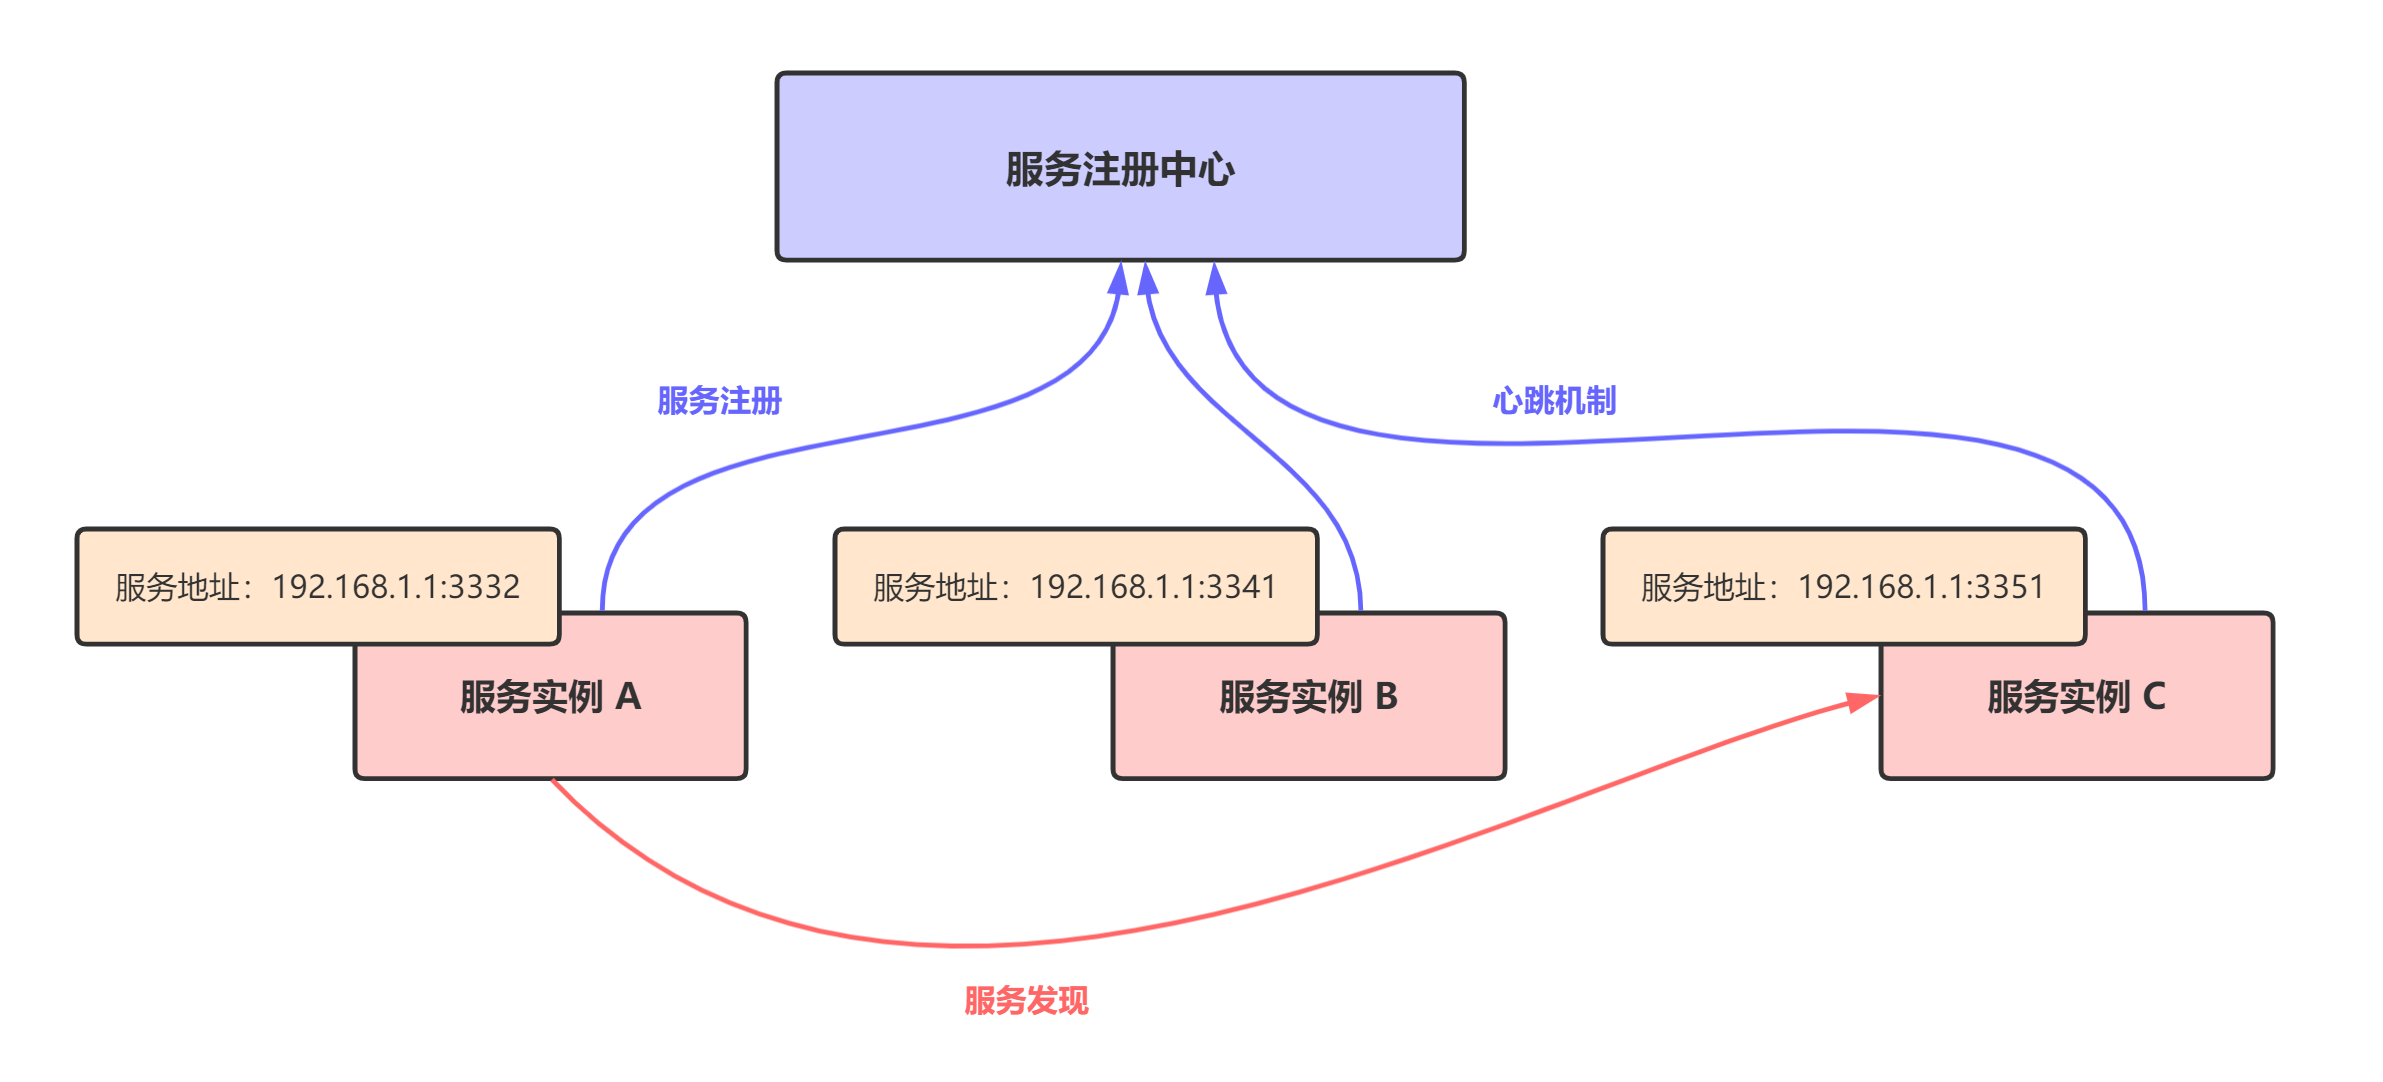 服务注册中心
服务注册
心跳机制
服务地址：192.168.1.1:3332
服务地址：192.168.1.1:3341
服务地址：192.168.1.1:3351
服务实例 A
服务实例 B
服务实例 C
服务发现